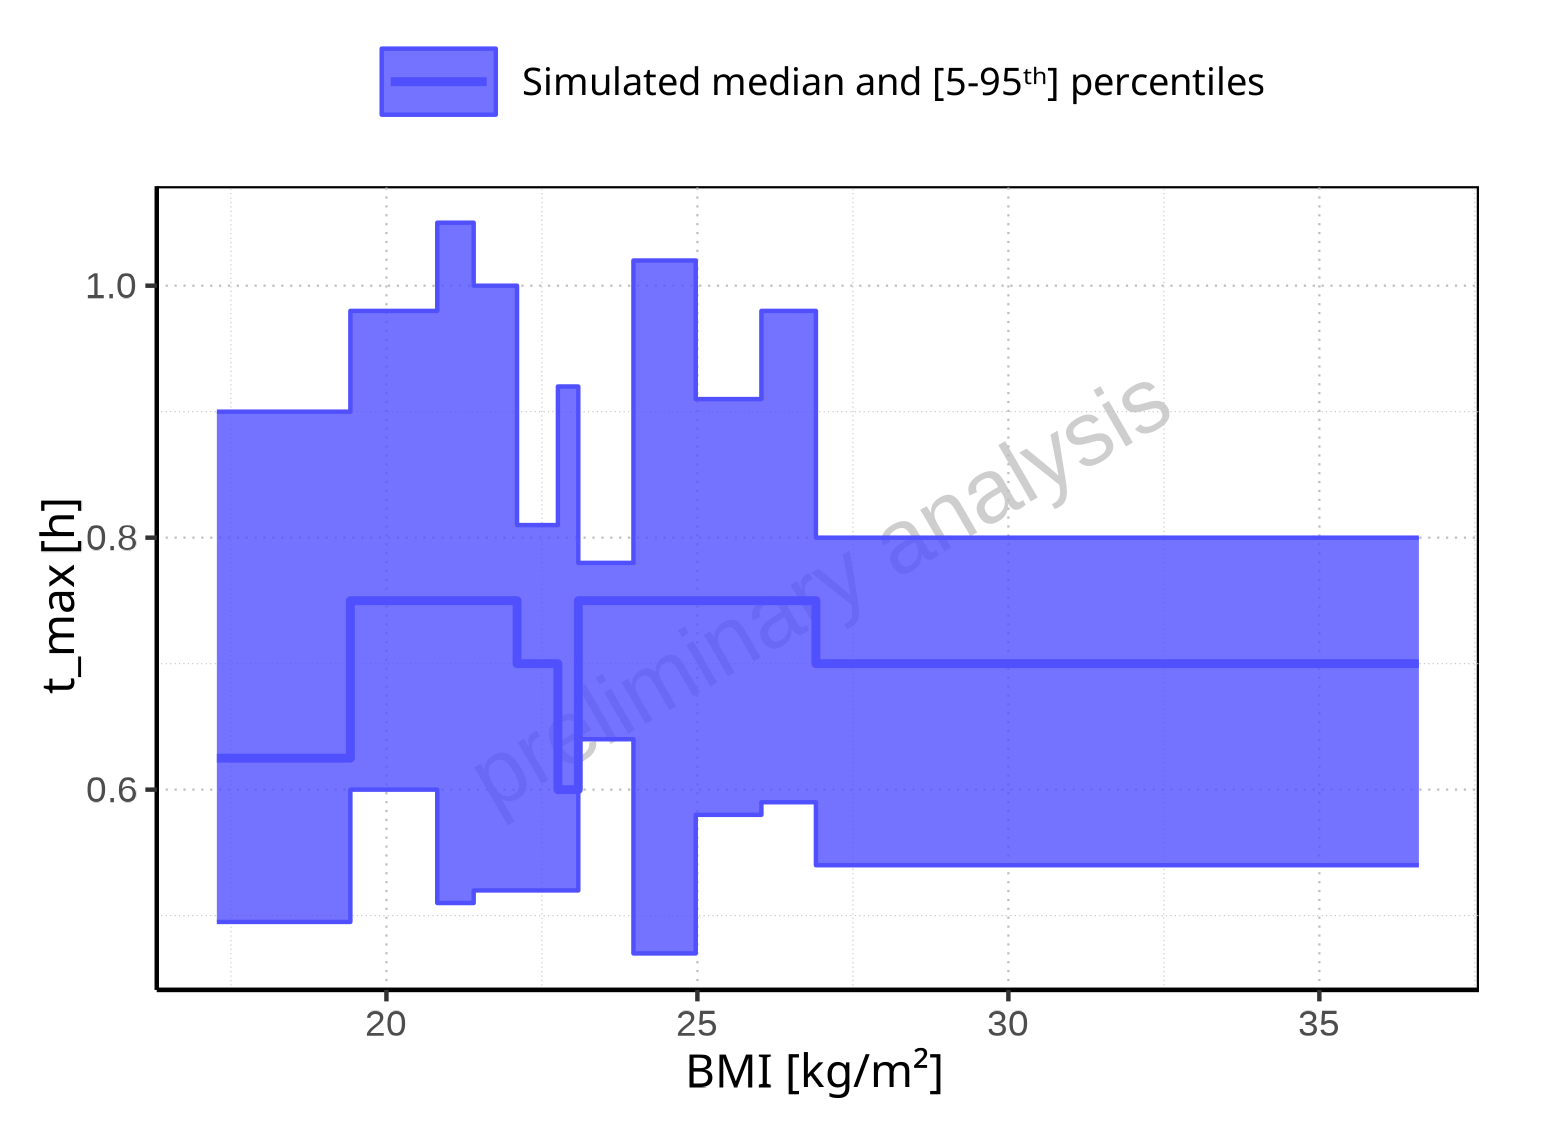 Simulated median and [5-95ᵗʰ] percentiles
t_max [h]
1.0
0.8
0.6
preliminary analysis
20 25 30 35
BMI [kg/m²]